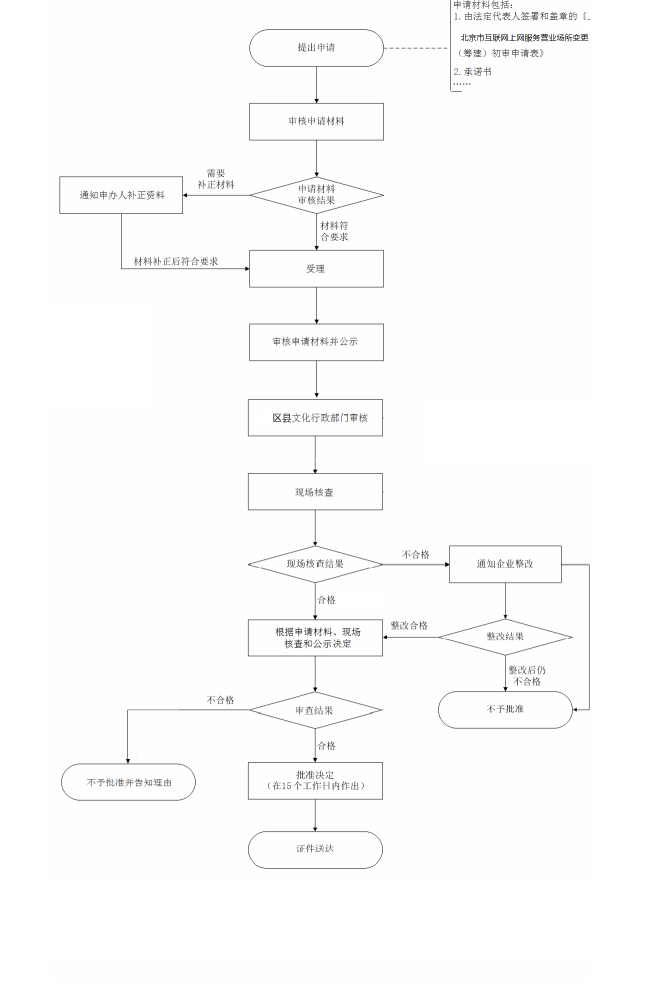 申请材料包括:
1.由法定代表人签署和盖章的《
北京市互联网上网服务营业场所变更
（筹建）初审申请表》
2.承诺书
……
提出申请
审核申请材料
需要
补正材料
通知申办人补正资料
申请材料
审核结果
材料符
合要求
材料补正后符合要求
受理
审核申请材料并公示
区县文化行政部门审核
现场核查
现场核查结果
不合格
通知企业整改
合格
根据申请材料、现场
核查和公示决定
整改合格
整改结果
整改后仍
不合格
不予批准
不合格
审查结果
合格
不予批准并告知理由
批准决定
（在15个工作日内作出）
证件送达